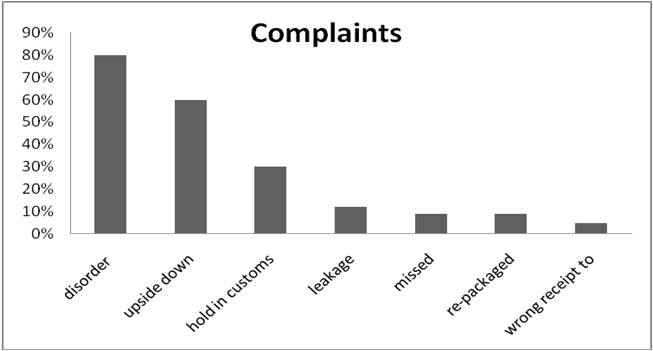 Complaints
90%
80%
70%
60%
50%
40%
30%
20%
10%
0%
disorder
upside down
hold in customs
leakage
missed
re-packaged
wrong receipt to